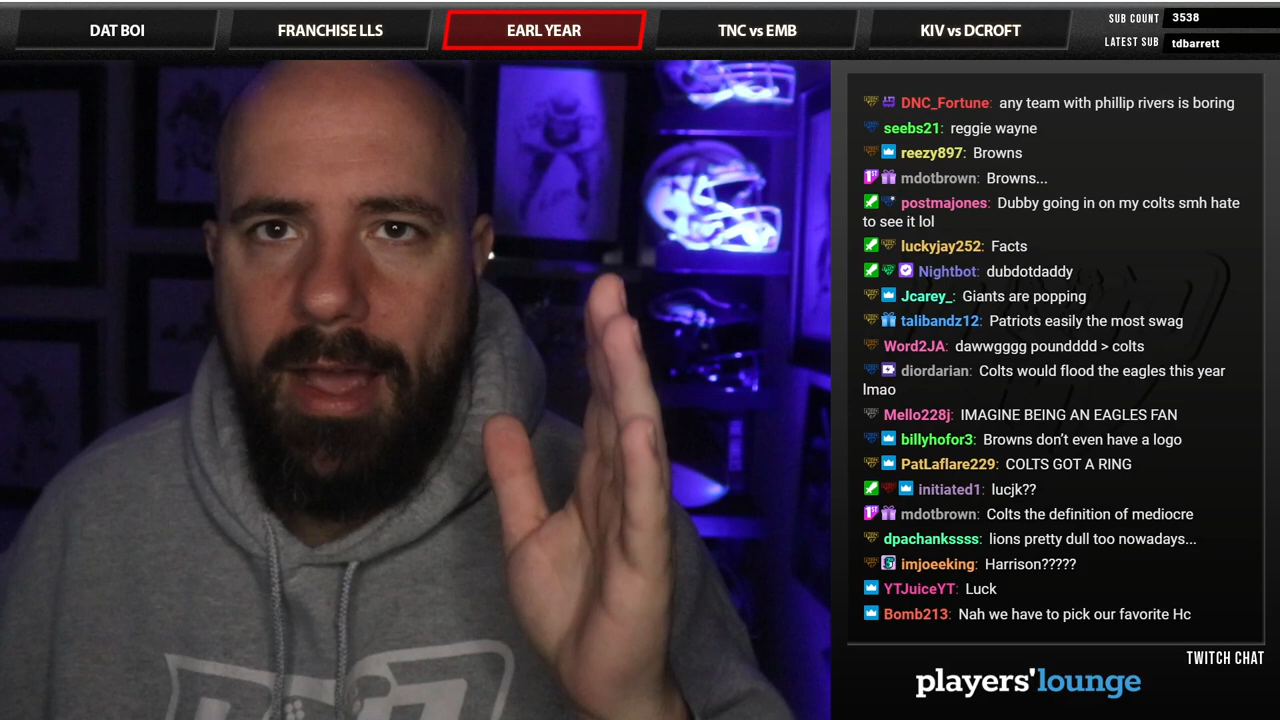 DAT BOI
FRANCHISE LLS
EARL YEAR
TNC vs EMB
KIV vs DCROFT
SUB COUNT 3538
LATEST SUB tdbarrett
DNC_Fortune: any team with phillip rivers is boring
seebs21: reggie wayne
reezy897: Browns
mdotbrown: Browns...
postmajones: Dubby going in on my colts smh hate
to see it lol
luckyjay252: Facts
Nightbot: dubdotdaddy
Jcarey_: Giants are popping
talibandz12: Patriots easily the most swag
Word2JA: dawwgggg poundddd > colts
diordarian: Colts would flood the eagles this year
lmao
Mello228j: IMAGINE BEING AN EAGLES FAN
billyhofor3: Browns don’t even have a logo
PatLaflare229: COLTS GOT A RING
initiated1: lucjk??
mdotbrown: Colts the definition of mediocre
dpachankssss: lions pretty dull too nowadays...
imjoeeking: Harrison?????
YTJuiceYT: Luck
Bomb213: Nah we have to pick our favorite Hc
TWITCH CHAT
players'lounge